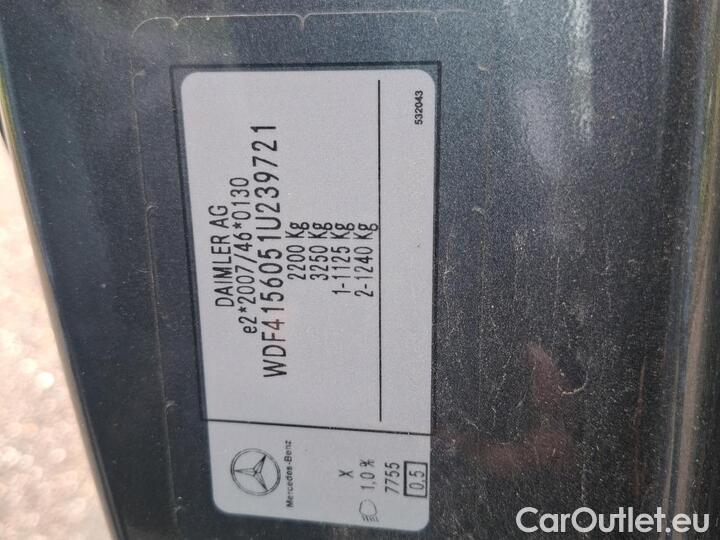 DAIMLER AG
e2*2007/46*0130
WDF4156051U239721
2200 Kg
3250 Kg
1-1125 Kg
2-1240 Kg
Mercedes-Benz
X
1,0 %
7755
0,5
532043
CarOutlet.eu